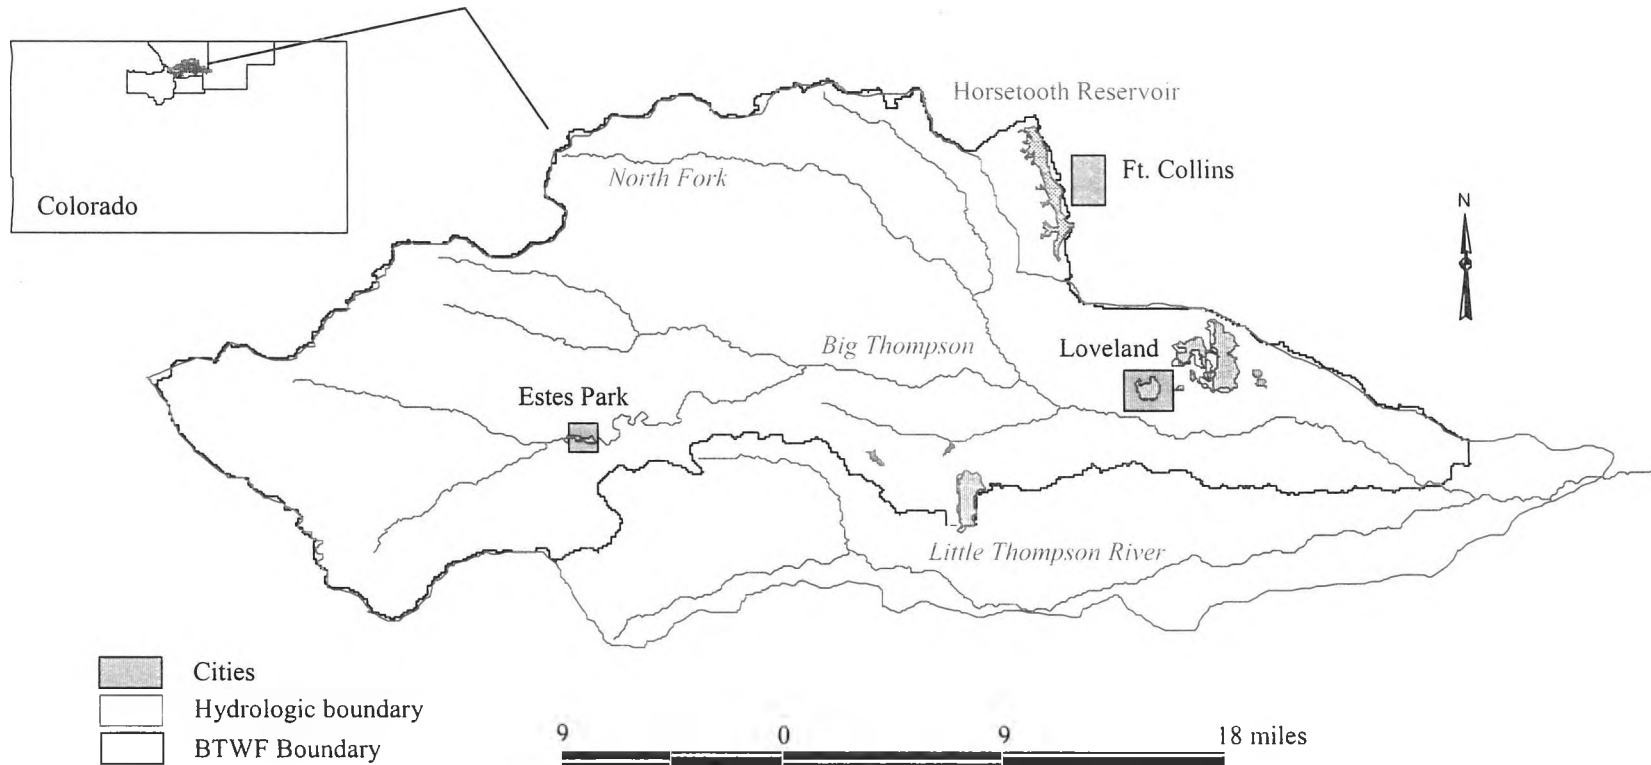 Colorado
Horsetooth Reservoir
Ft. Collins
North Fork
N
Big Thompson
Loveland
Estes Park
Little Thompson River
Cities
Hydrologic boundary
BTWF Boundary
9 0 9 18 miles